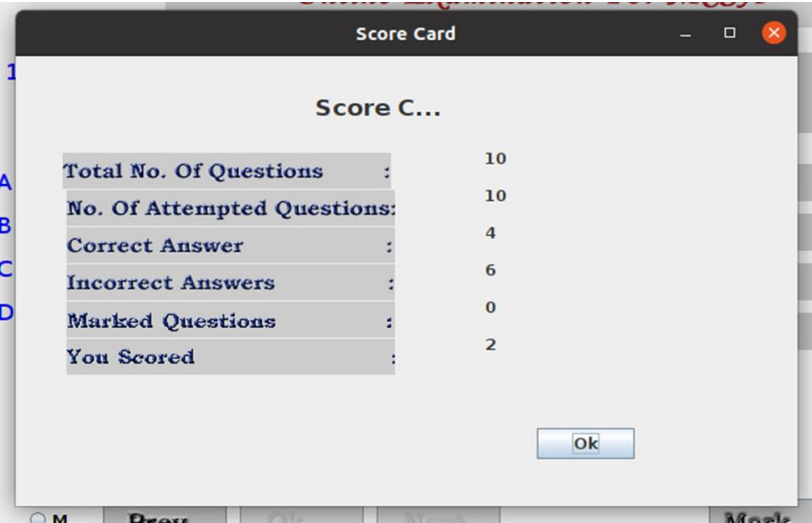 Score Card
1
Score C...
Total No. Of Questions : 10
A
No. Of Attempted Questions: 10
B
Correct Answer : 4
C
Incorrect Answers : 6
D
Marked Questions : 0
You Scored : 2
Ok
M...
Prev
Ok
Next
Mark